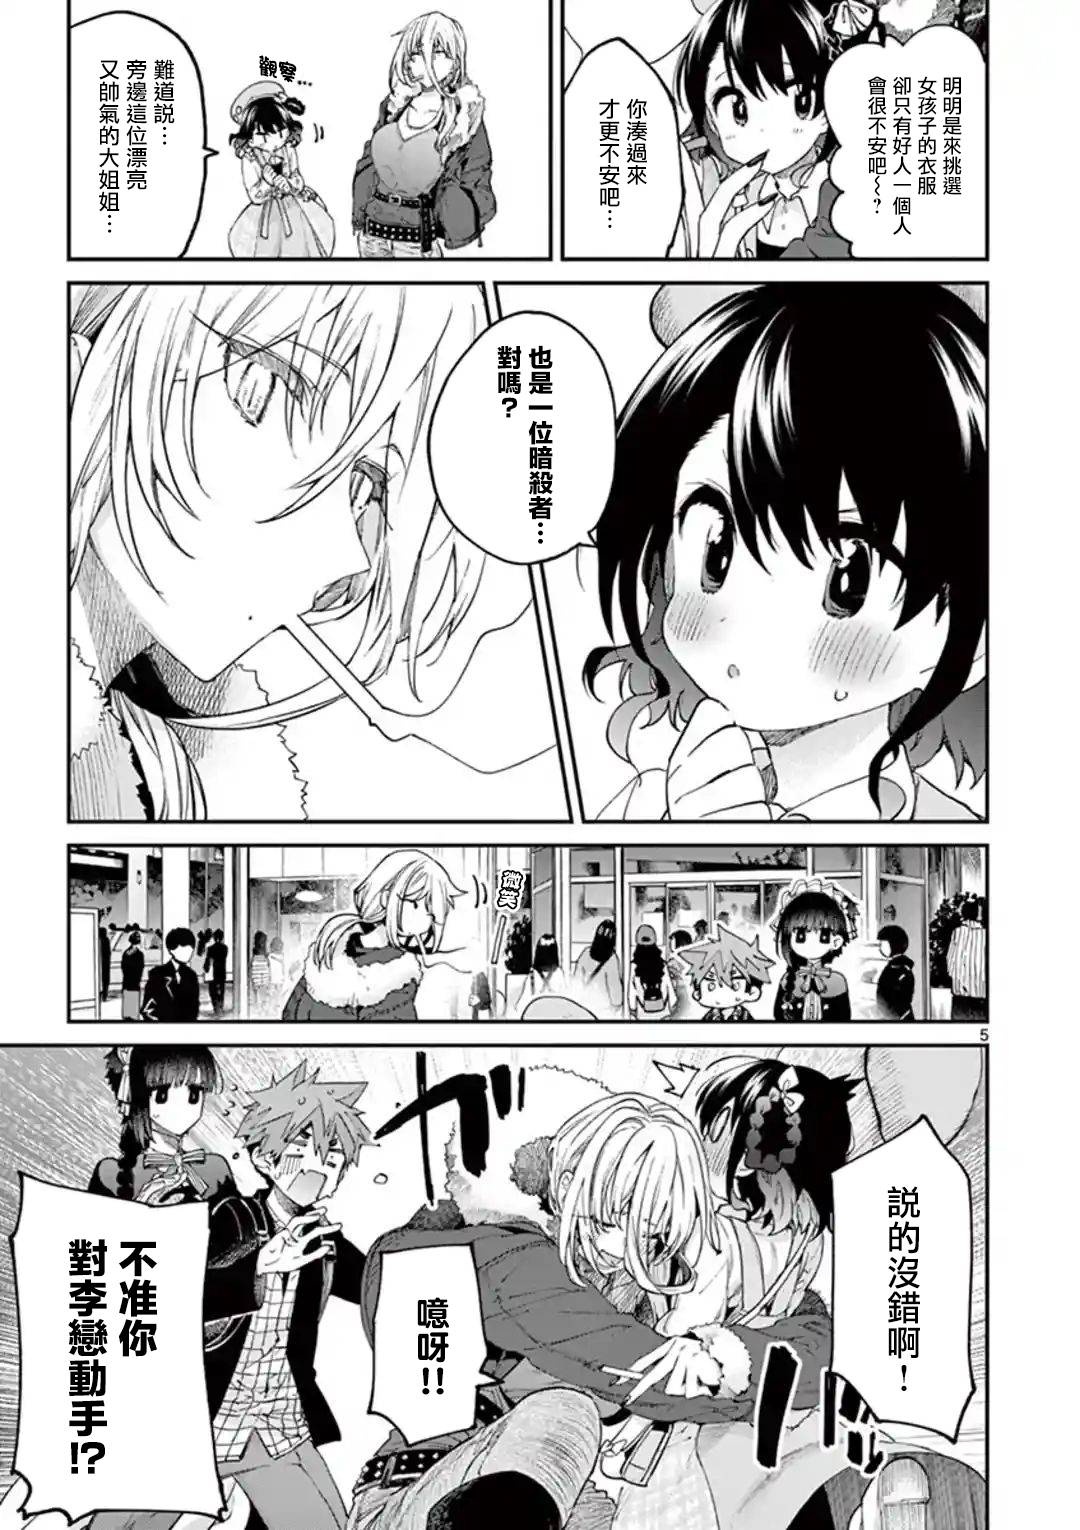 明明是來挑選
女孩子的衣服
卻只有好人一個人
會很不安吧~?
你湊過來
才更不安吧…
觀察…
難道說…
旁邊這位漂亮
又帥氣的大姐姐…
也是一位暗殺者…
對嗎?
微笑
5
說的沒錯啊!
噫呀!!
不准你
對李戀動手!?